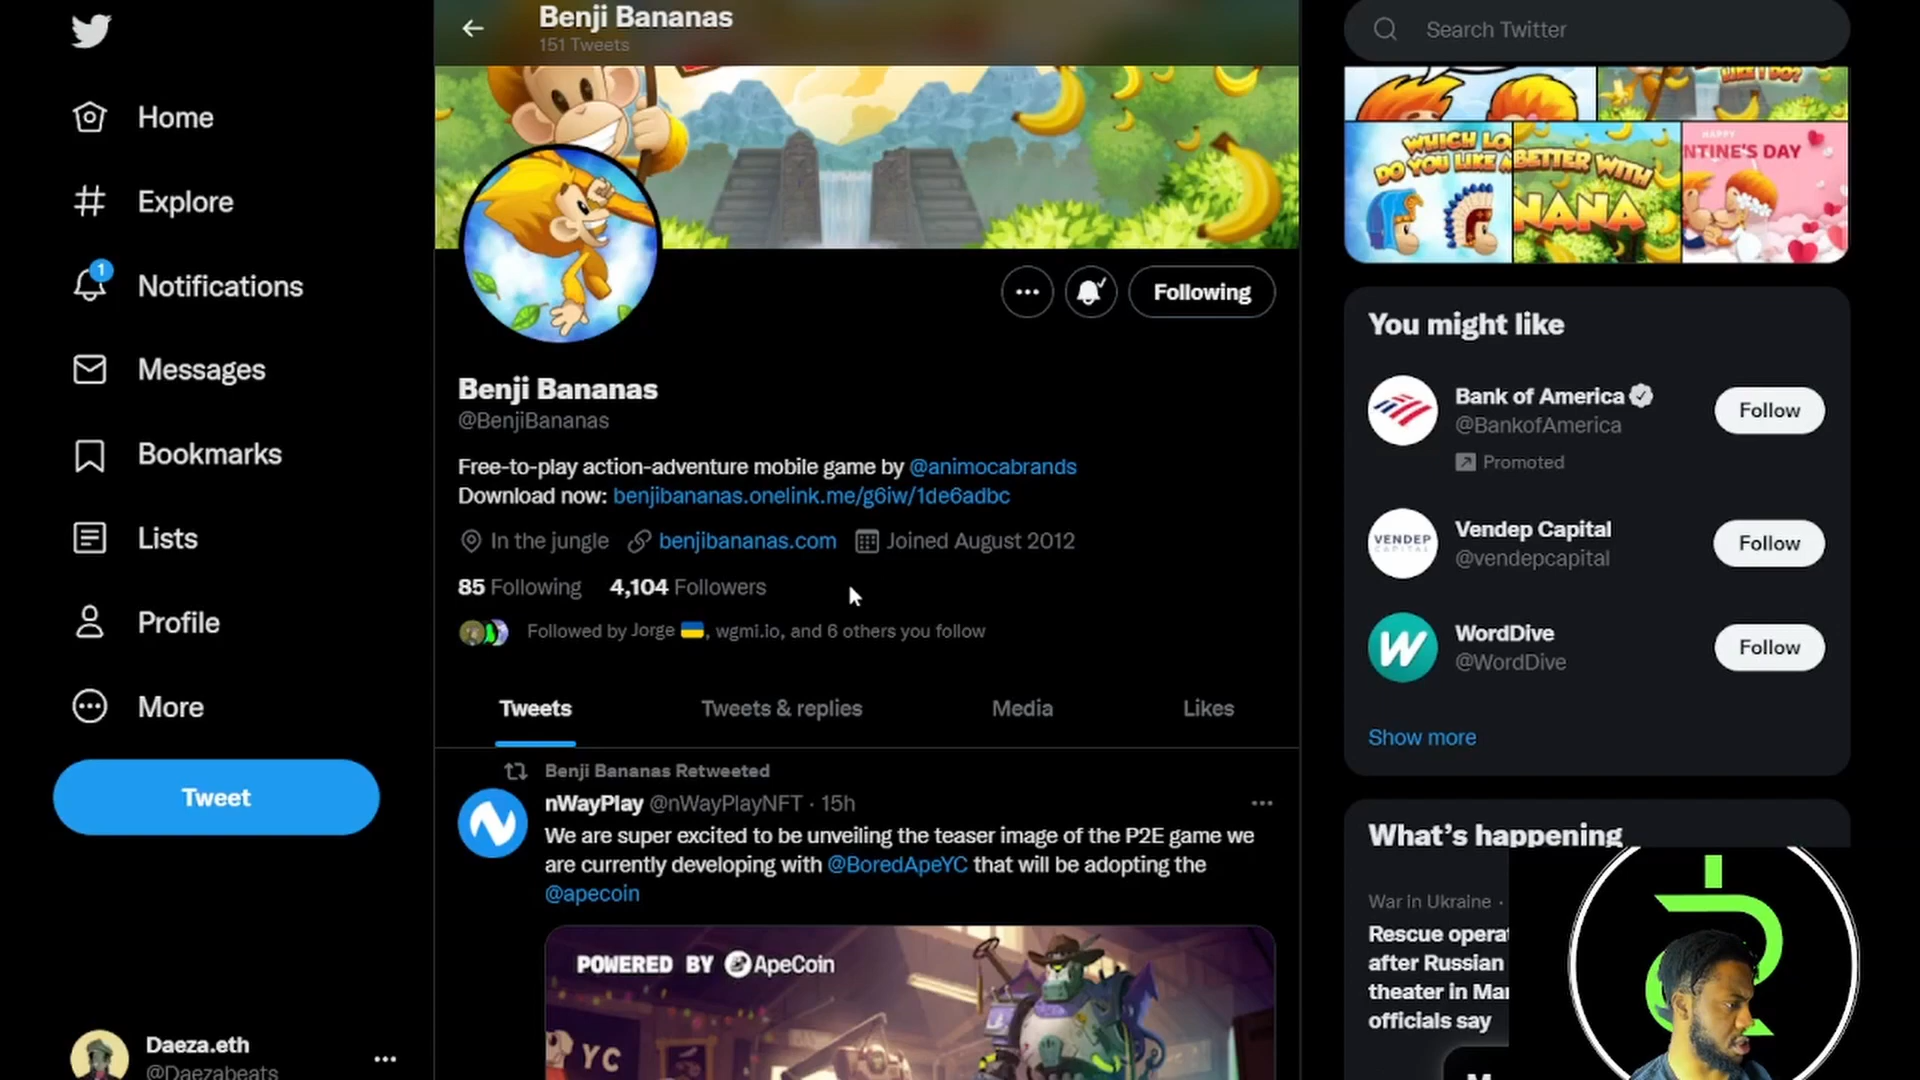 Home
Explore
1
Notifications
Messages
Bookmarks
Lists
Profile
More
Tweet
Daeza.eth
@Daezabeats
Benji Bananas
151 Tweets
Following
Benji Bananas
@BenjiBananas
Free-to-play action-adventure mobile game by @animocabrands
Download now: benjibananas.onelink.me/g6iw/1de6adbc
In the jungle benjibananas.com Joined August 2012
85 Following 4,104 Followers
Followed by Jorge 🇺🇦, wgmi.io, and 6 others you follow
Tweets Tweets & replies Media Likes
Benji Bananas Retweeted
nWayPlay @nWayPlayNFT · 15h
We are super excited to be unveiling the teaser image of the P2E game we
are currently developing with @BoredApeYC that will be adopting the
@apecoin
POWERED BY ApeCoin
YC
Search Twitter
LIKE I DO?
WHICH LO
DO YOU LIKE
BETTER WITH
NANA
HAPPY
NTINE'S DAY
You might like
Bank of America
@BankofAmerica
Promoted
Follow
VENDEP
CAPITAL
Vendep Capital
@vendepcapital
Follow
W
WordDive
@WordDive
Follow
Show more
What's happening
War in Ukraine ·
Rescue opera
after Russian
theater in Mar
officials say